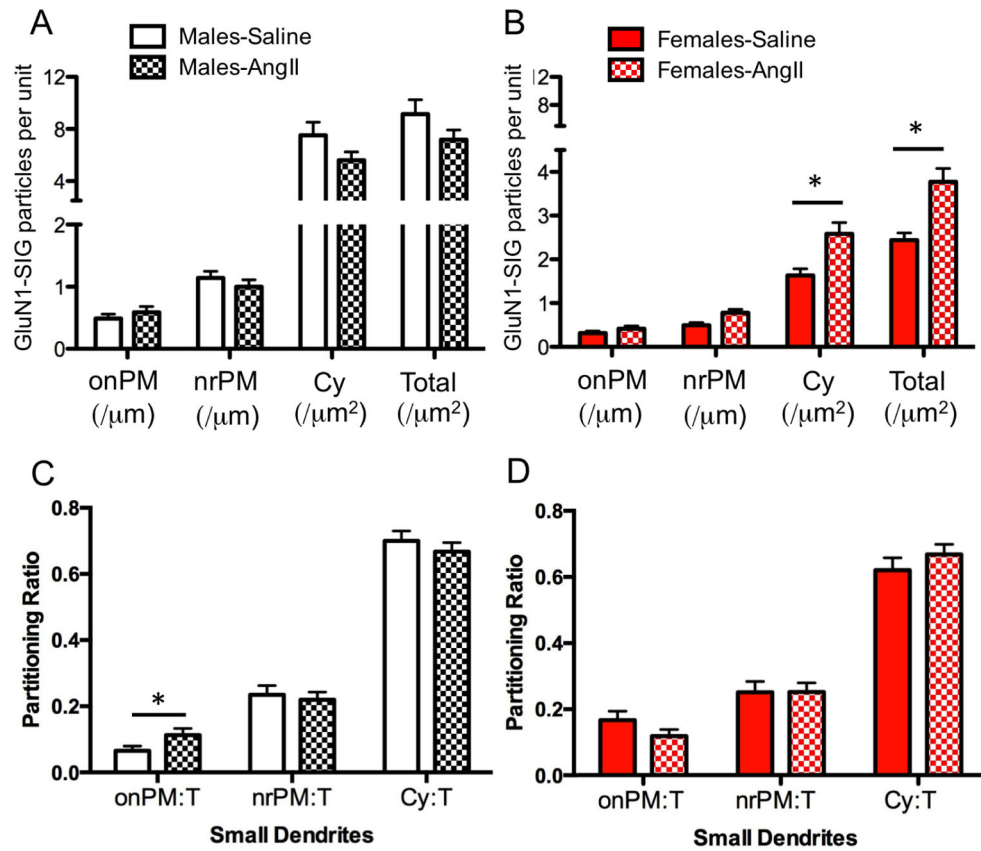 A
Males-Saline
Males-AngII
GluN1-SIG particles per unit
12
8
4
2
1
0
onPM
(/μm)
nrPM
(/μm)
Cy
(/μm²)
Total
(/μm²)
B
Females-Saline
Females-AngII
GluN1-SIG particles per unit
12
8
4
3
2
1
0
*
*
onPM
(/μm)
nrPM
(/μm)
Cy
(/μm²)
Total
(/μm²)
C
Partitioning Ratio
0.8
0.6
0.4
0.2
0.0
*
onPM:T
nrPM:T
Cy:T
Small Dendrites
D
Partitioning Ratio
0.8
0.6
0.4
0.2
0.0
onPM:T
nrPM:T
Cy:T
Small Dendrites